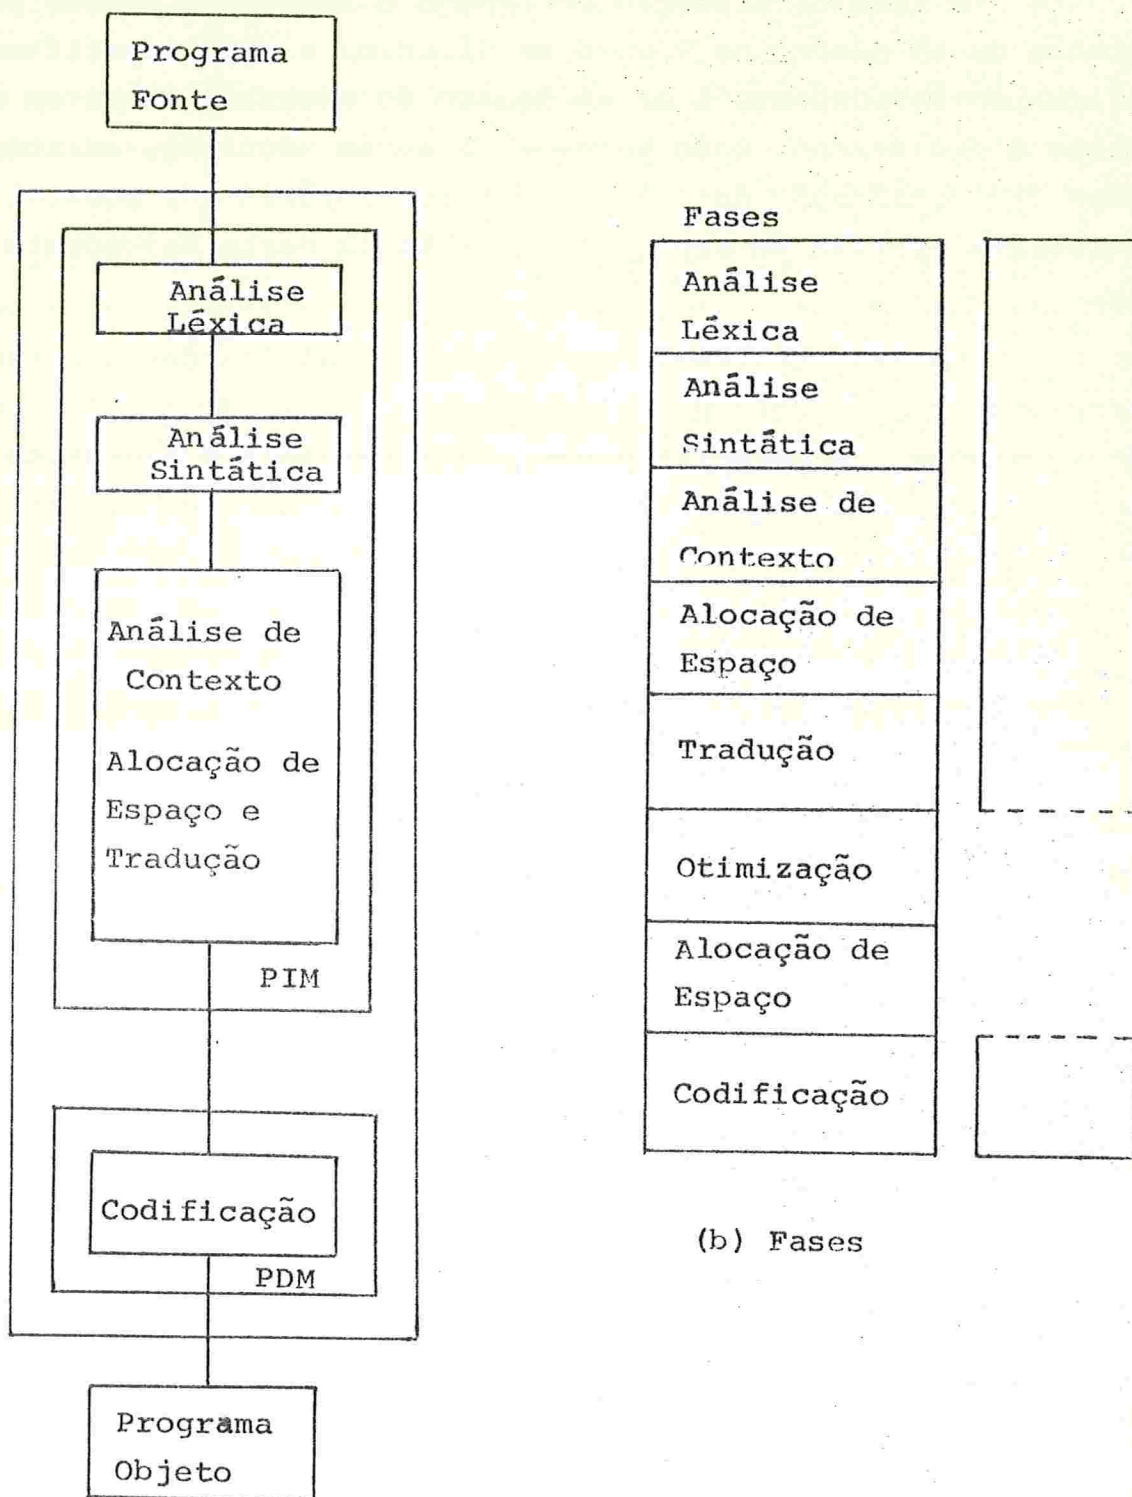 Programa
Fonte
Análise
Léxica
Análise
Sintática
Análise de
Contexto
Alocação de
Espaço e
Tradução
PIM
Codificação
PDM
Programa
Objeto
Fases
Análise
Léxica
Análise
Sintática
Análise de
Contexto
Alocação de
Espaço
Tradução
Otimização
Alocação de
Espaço
Codificação
(b) Fases